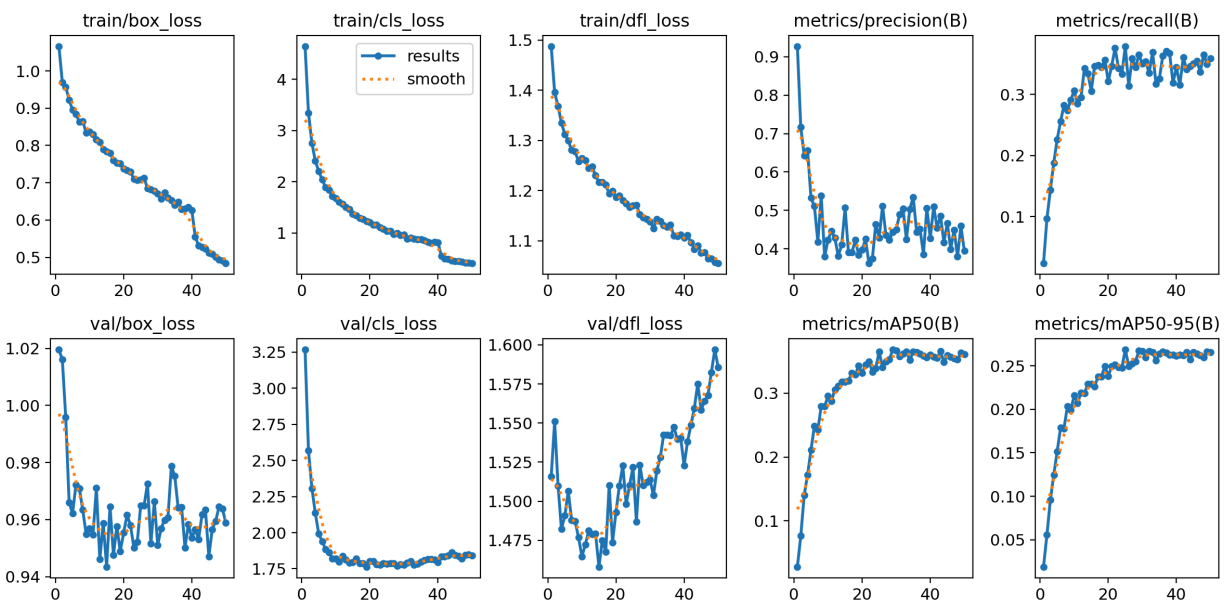 train/box_loss
1.0
0.9
0.8
0.7
0.6
0.5
0 20 40
train/cls_loss
results
smooth
4
3
2
1
0 20 40
train/dfl_loss
1.5
1.4
1.3
1.2
1.1
0 20 40
metrics/precision(B)
0.9
0.8
0.7
0.6
0.5
0.4
0 20 40
metrics/recall(B)
0.3
0.2
0.1
0 20 40
val/box_loss
1.02
1.00
0.98
0.96
0.94
0 20 40
val/cls_loss
3.25
3.00
2.75
2.50
2.25
2.00
1.75
0 20 40
val/dfl_loss
1.600
1.575
1.550
1.525
1.500
1.475
0 20 40
metrics/mAP50(B)
0.3
0.2
0.1
0 20 40
metrics/mAP50-95(B)
0.25
0.20
0.15
0.10
0.05
0 20 40